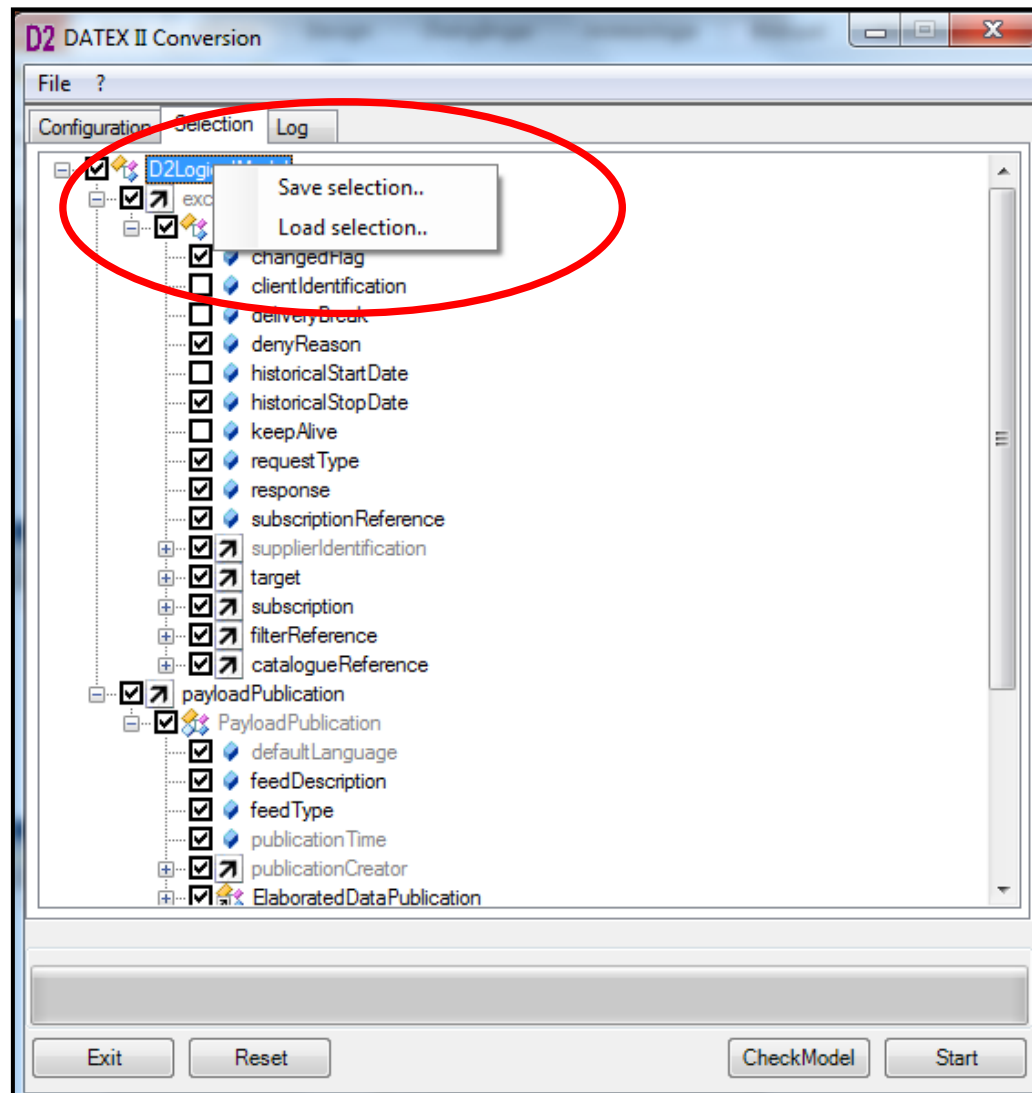 D2 DATEX II Conversion
File ?
Configuration Selection Log
Save selection..
Load selection..
changedFlag
clientIdentification
deliveryBreak
denyReason
historicalStartDate
historicalStopDate
keepAlive
requestType
response
subscriptionReference
supplierIdentification
target
subscription
filterReference
catalogueReference
payloadPublication
PayloadPublication
defaultLanguage
feedDescription
feedType
publicationTime
publicationCreator
ElaboratedDataPublication
Exit Reset CheckModel Start